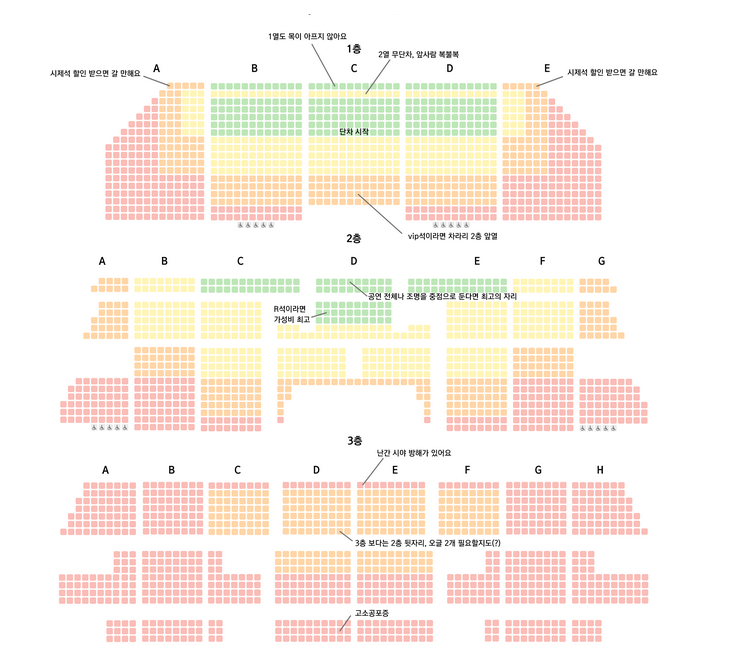 1열도 목이 아프지 않아요
1층
2열 무단차, 앞사람 복불복
A B C D E
시제석 할인 받으면 갈 만해요
시제석 할인 받으면 갈 만해요
단차 시작
vip석이라면 차라리 2층 앞열
2층
A B C D E F G
공연 전체나 조명을 중점으로 둔다면 최고의 자리
R석이라면
가성비 최고
3층
난간 시야 방해가 있어요
A B C D E F G H
3층 보다는 2층 뒷자리, 오글 2개 필요할지도(?)
고소공포증